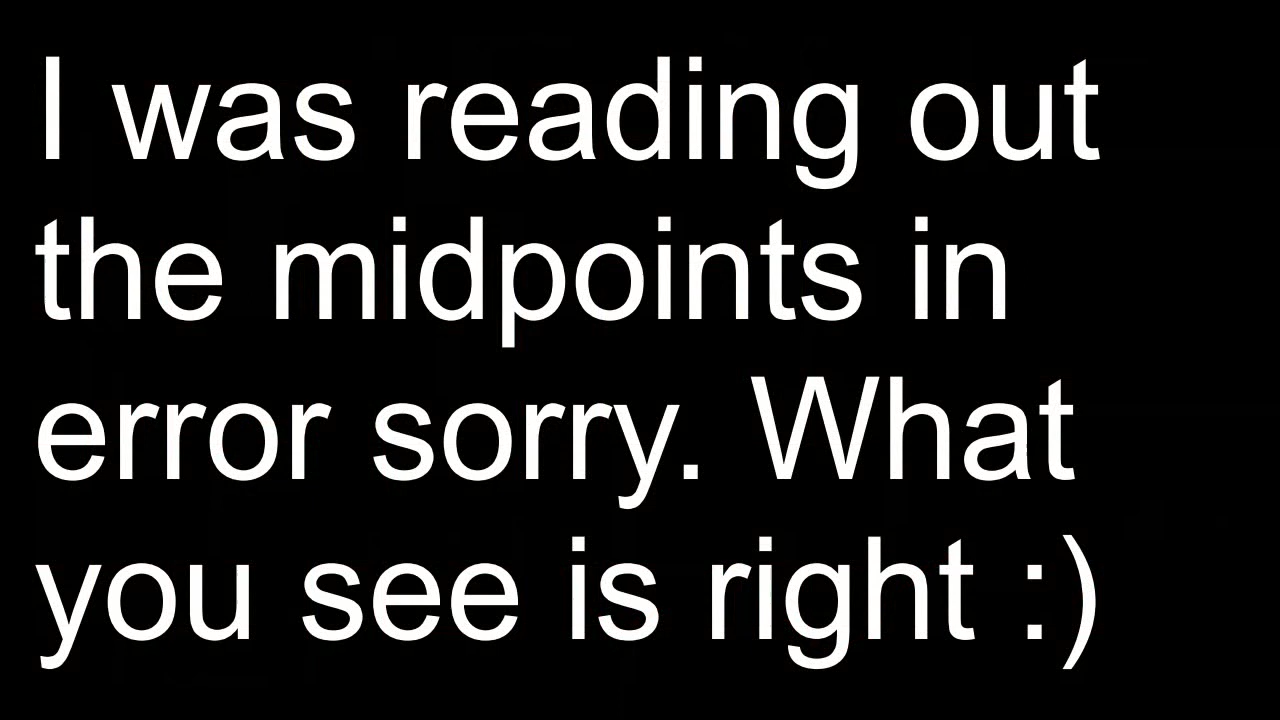 I was reading out
the midpoints in
error sorry. What
you see is right :)